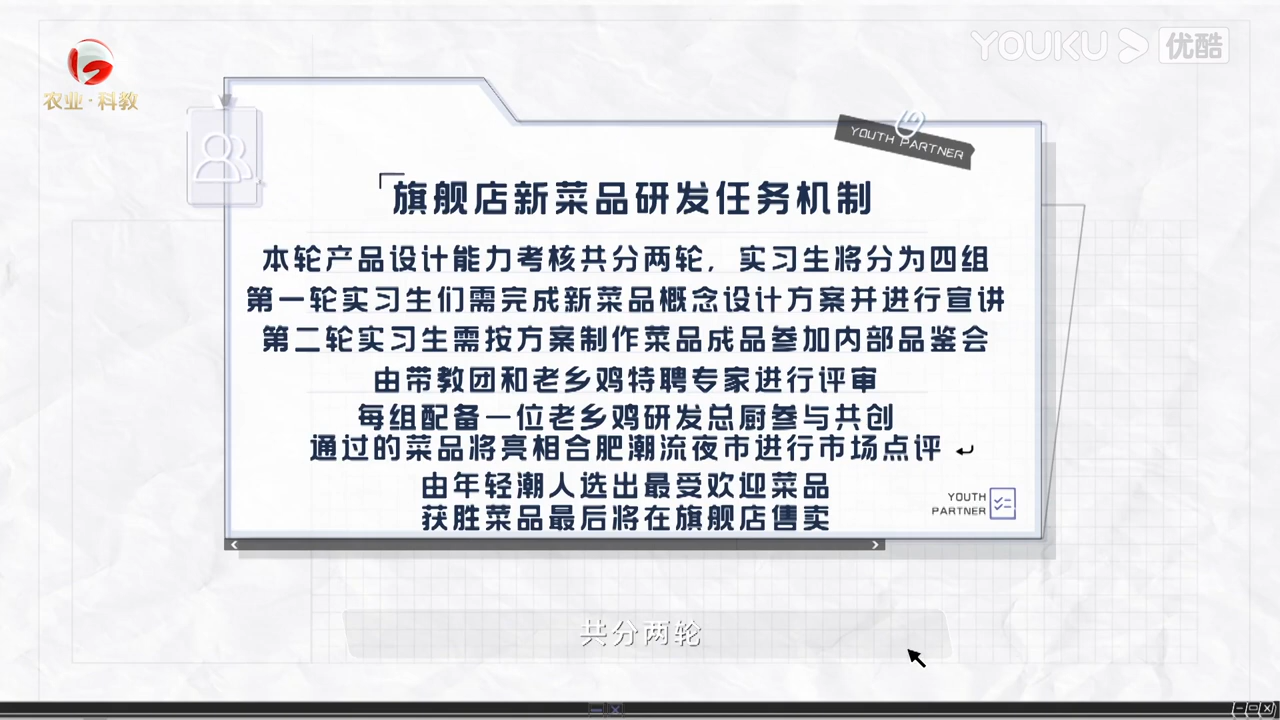 农业·科教
YOUKU 优酷
YOUTH PARTNER
旗舰店新菜品研发任务机制
本轮产品设计能力考核共分两轮，实习生将分为四组
第一轮实习生们需完成新菜品概念设计方案并进行宣讲
第二轮实习生需按方案制作菜品成品参加内部品鉴会
由带教团和老乡鸡特聘专家进行评审
每组配备一位老乡鸡研发总厨参与共创
通过的菜品将亮相合肥潮流夜市进行市场点评
由年轻潮人选出最受欢迎菜品
获胜菜品最后将在旗舰店售卖
YOUTH
PARTNER
共分两轮